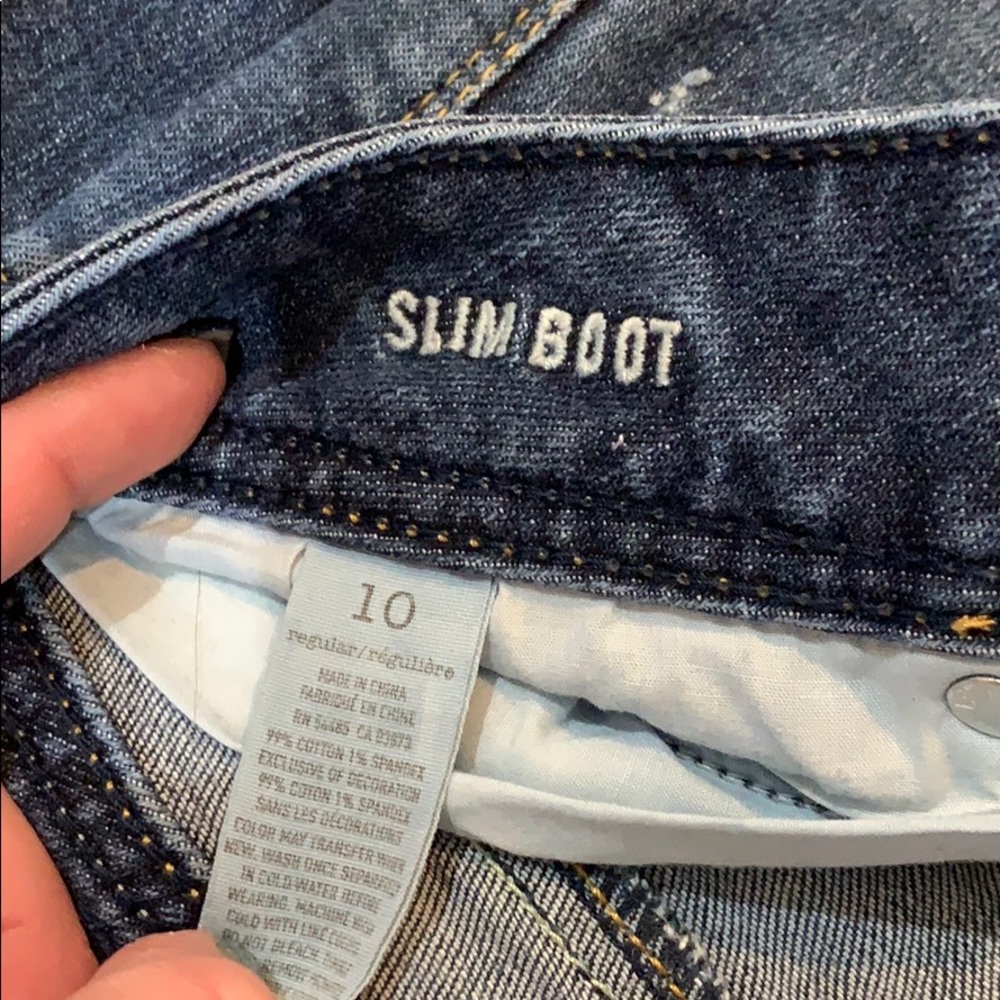 SLIM BOOT
10
regular/régulière
MADE IN CHINA
FABRIQUÉ EN CHINE
RN 54485 CA 03973
99% COTTON 1% SPANDEX
EXCLUSIVE OF DECORATION
99% COTON 1% SPANDEX
SANS LES DÉCORATIONS
COLOR MAY TRANSFER WHEN
NEW. WASH ONCE SEPARATELY
IN COLD WATER BEFORE
WEARING. MACHINE
COLD WITH LIKE COLORS
DO NOT BLEACH
REMOVE